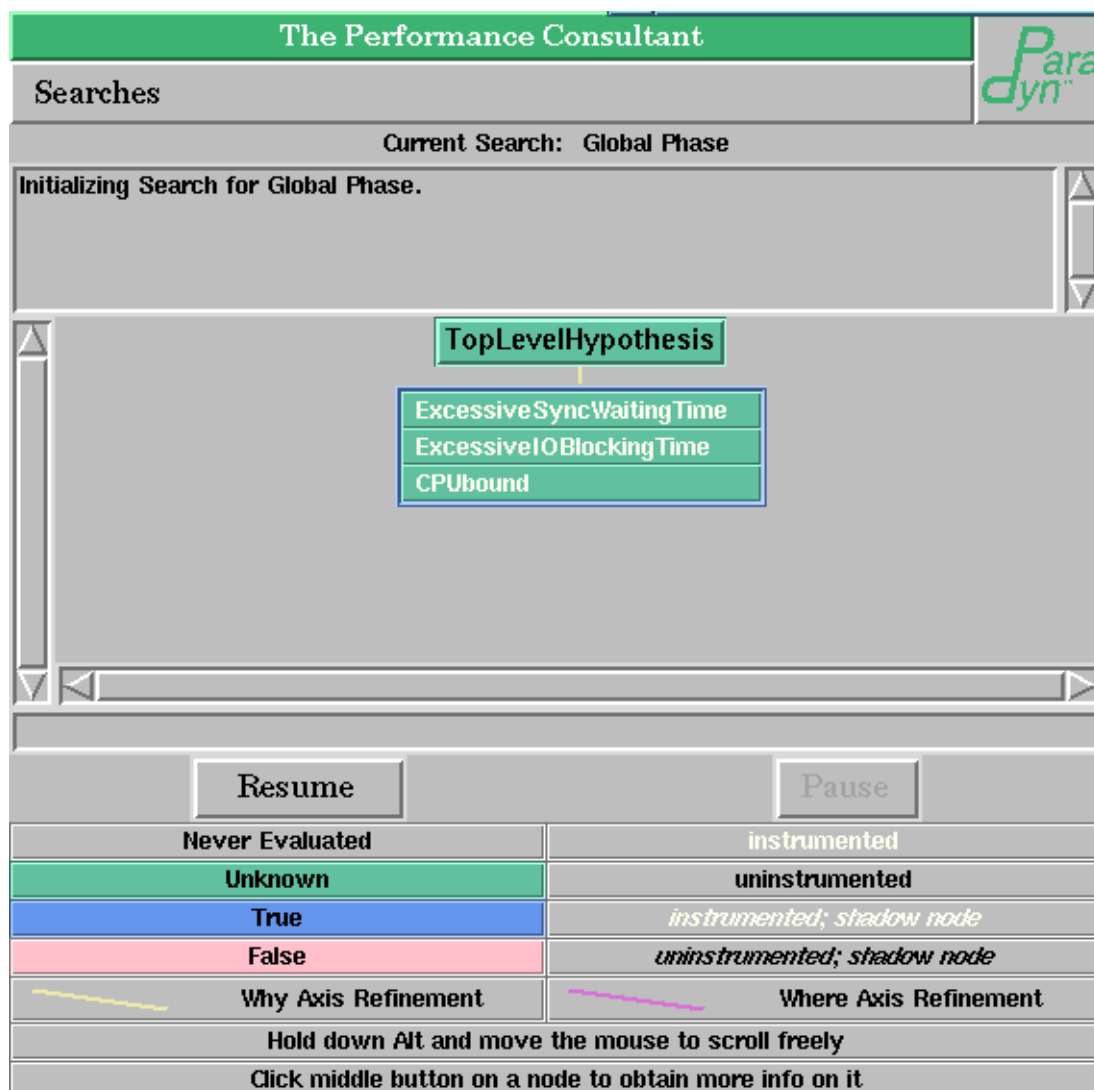 The Performance Consultant
Paradyn™
Searches
Current Search: Global Phase
Initializing Search for Global Phase.
TopLevelHypothesis
ExcessiveSyncWaitingTime
ExcessiveIOBlockingTime
CPUbound
Resume
Pause
Never Evaluated
instrumented
Unknown
uninstrumented
True
instrumented; shadow node
False
uninstrumented; shadow node
Why Axis Refinement
Where Axis Refinement
Hold down Alt and move the mouse to scroll freely
Click middle button on a node to obtain more info on it